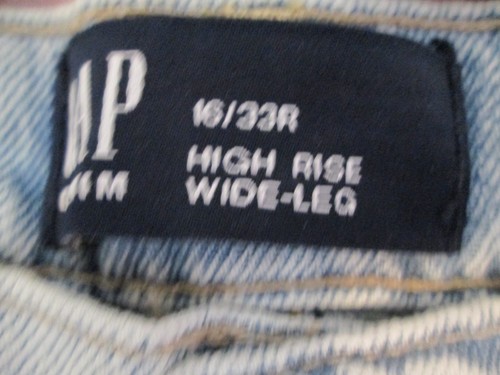 AP
16/33R
HIGH RISE
WIDE-LEG